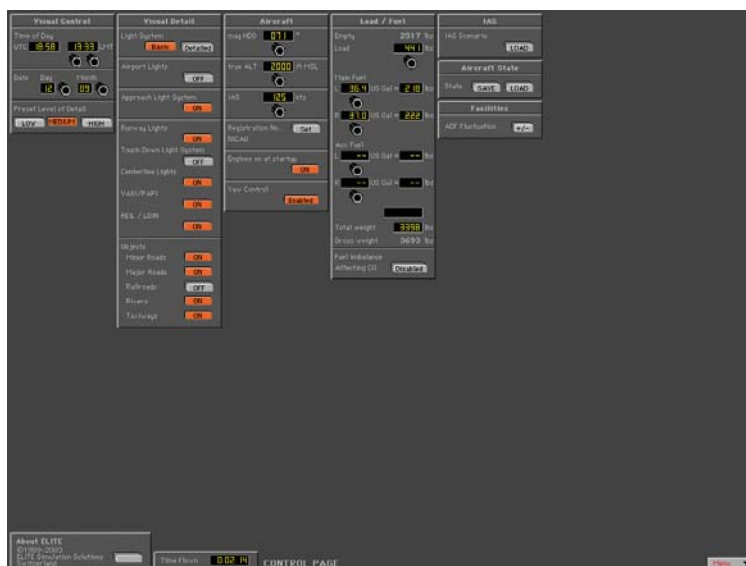 Visual Control
Time of Day
UTC 18:58 13:33 LMT
Date Day Month
12 09
Preset Level of Detail
LOW MEDIUM HIGH
Visual Detail
Light System
Basic Detailed
Airport Lights
OFF
Approach Light System
ON
Runway Lights
ON
Touch Down Light System
OFF
Centerline Lights
ON
VASI/PAPI
ON
REIL / LDIN
ON
Objects
Minor Roads ON
Major Roads ON
Railroads OFF
Rivers ON
Taxiways ON
Aircraft
mag HDG 071 °
true ALT 2000 ft MSL
IAS 125 kts
Registration No. Set
Engines on at startup
ON
View Control
Enabled
Load / Fuel
Empty 2517 lbs
Load 441 lbs
Main Fuel
L 36.4 US Gal = 218 lbs
R 37.0 US Gal = 222 lbs
Aux Fuel
L -- US Gal = -- lbs
R -- US Gal = -- lbs
Total weight 3398 lbs
Gross weight 3693 lbs
Fuel Imbalance
Affecting CG Disabled
IAS
IAS Scenario
LOAD
Aircraft State
State SAVE LOAD
Facilities
ADF Fluctuation +/-
About ELITE
©1989-2003
ELITE Simulation Solutions
Switzerland
Time Flown 0:02:14
CONTROL PAGE
Menu